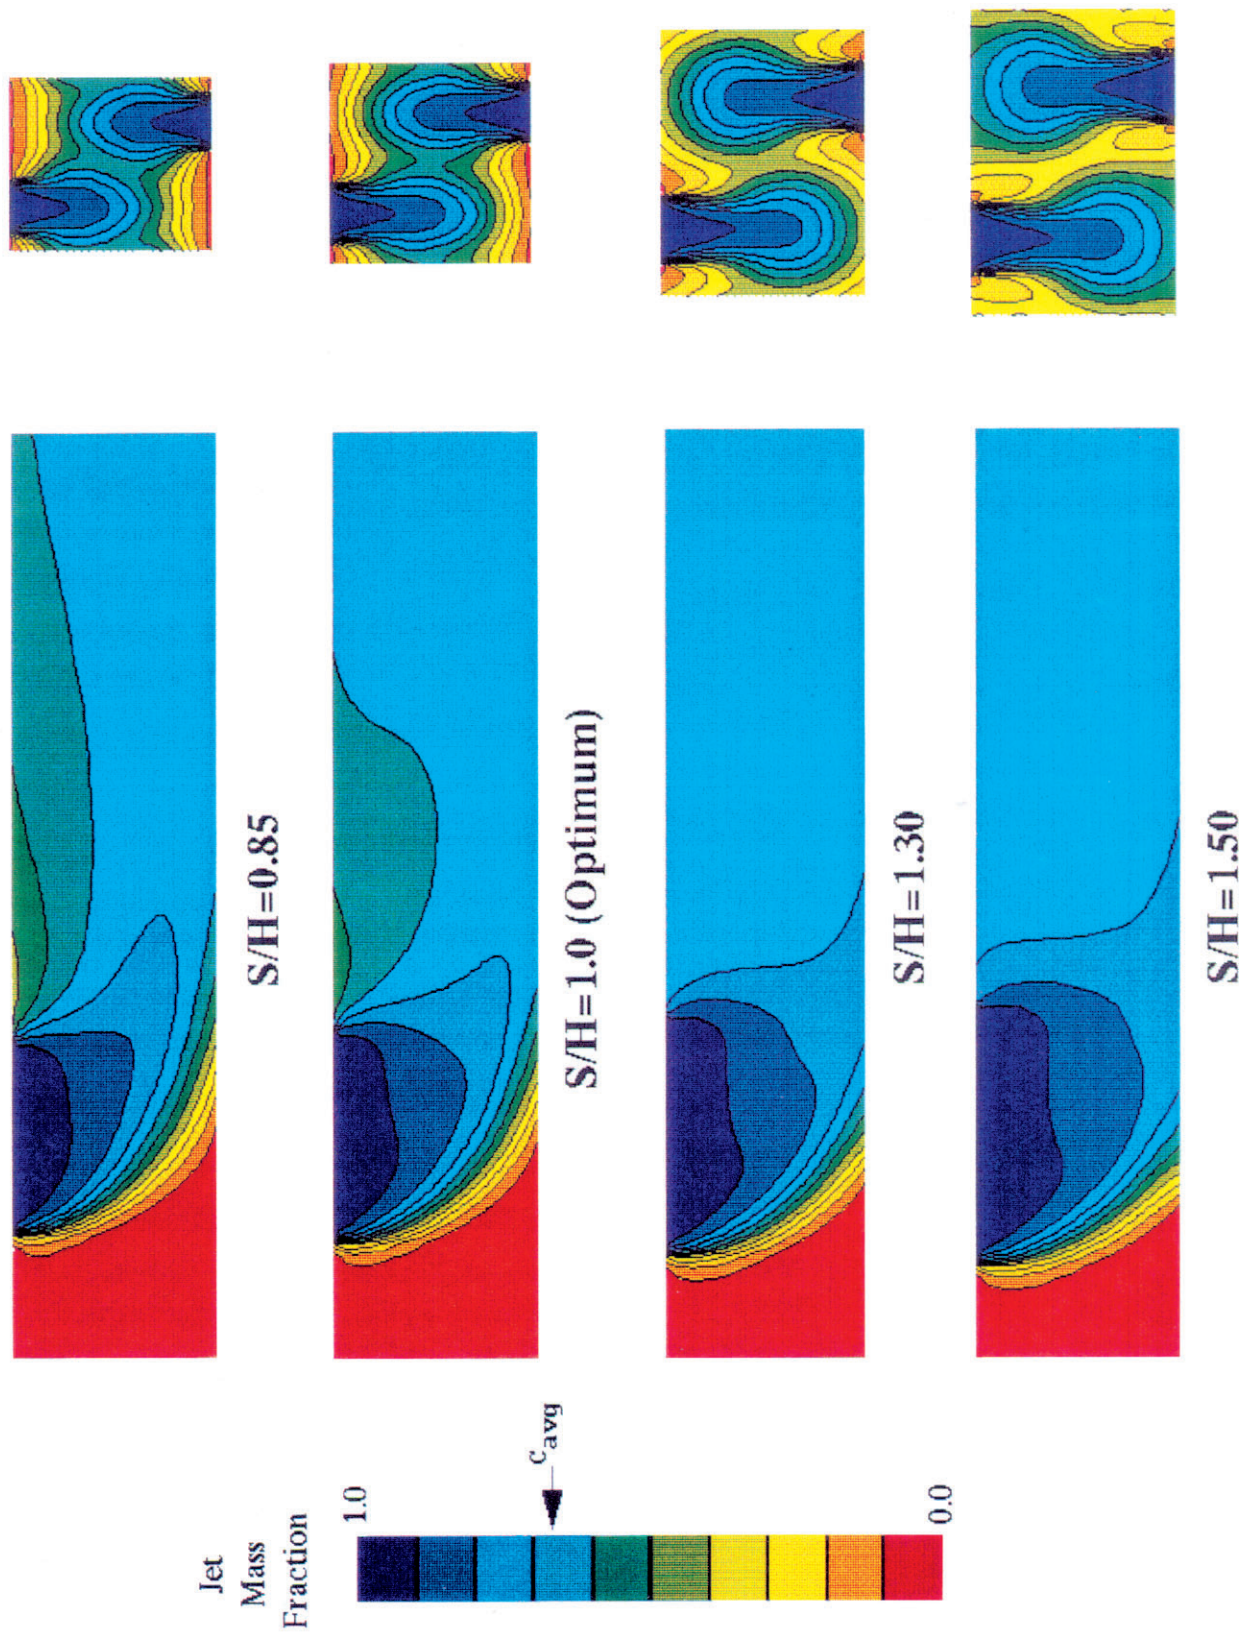 Jet
Mass
Fraction
1.0
c_avg
0.0
S/H=0.85
S/H=1.0 (Optimum)
S/H=1.30
S/H=1.50